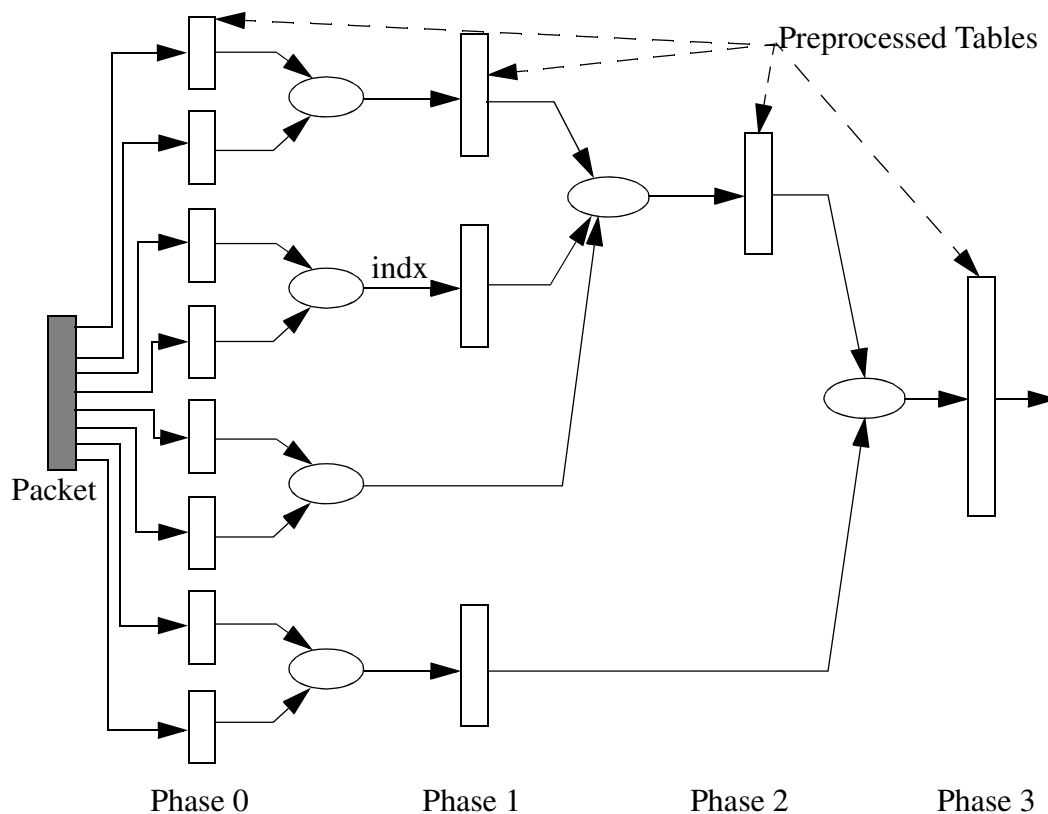 Preprocessed Tables
indx
Packet
Phase 0
Phase 1
Phase 2
Phase 3